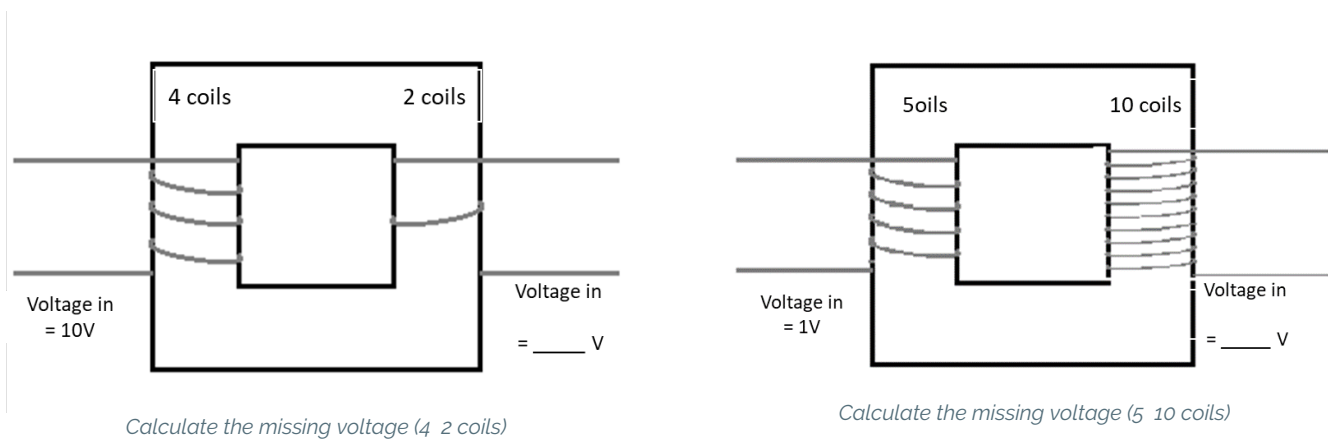 4 coils
2 coils
Voltage in
= 10V
Voltage in
= _____ V
Calculate the missing voltage (4 2 coils)
5oils
10 coils
Voltage in
= 1V
Voltage in
= _____ V
Calculate the missing voltage (5 10 coils)